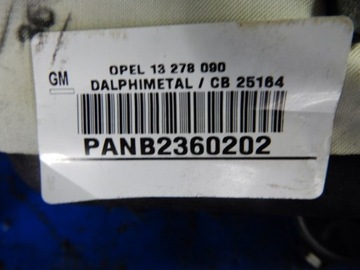 OPEL 13 278 090
GM
DALPHIMETAL / CB 25164
PANB2360202